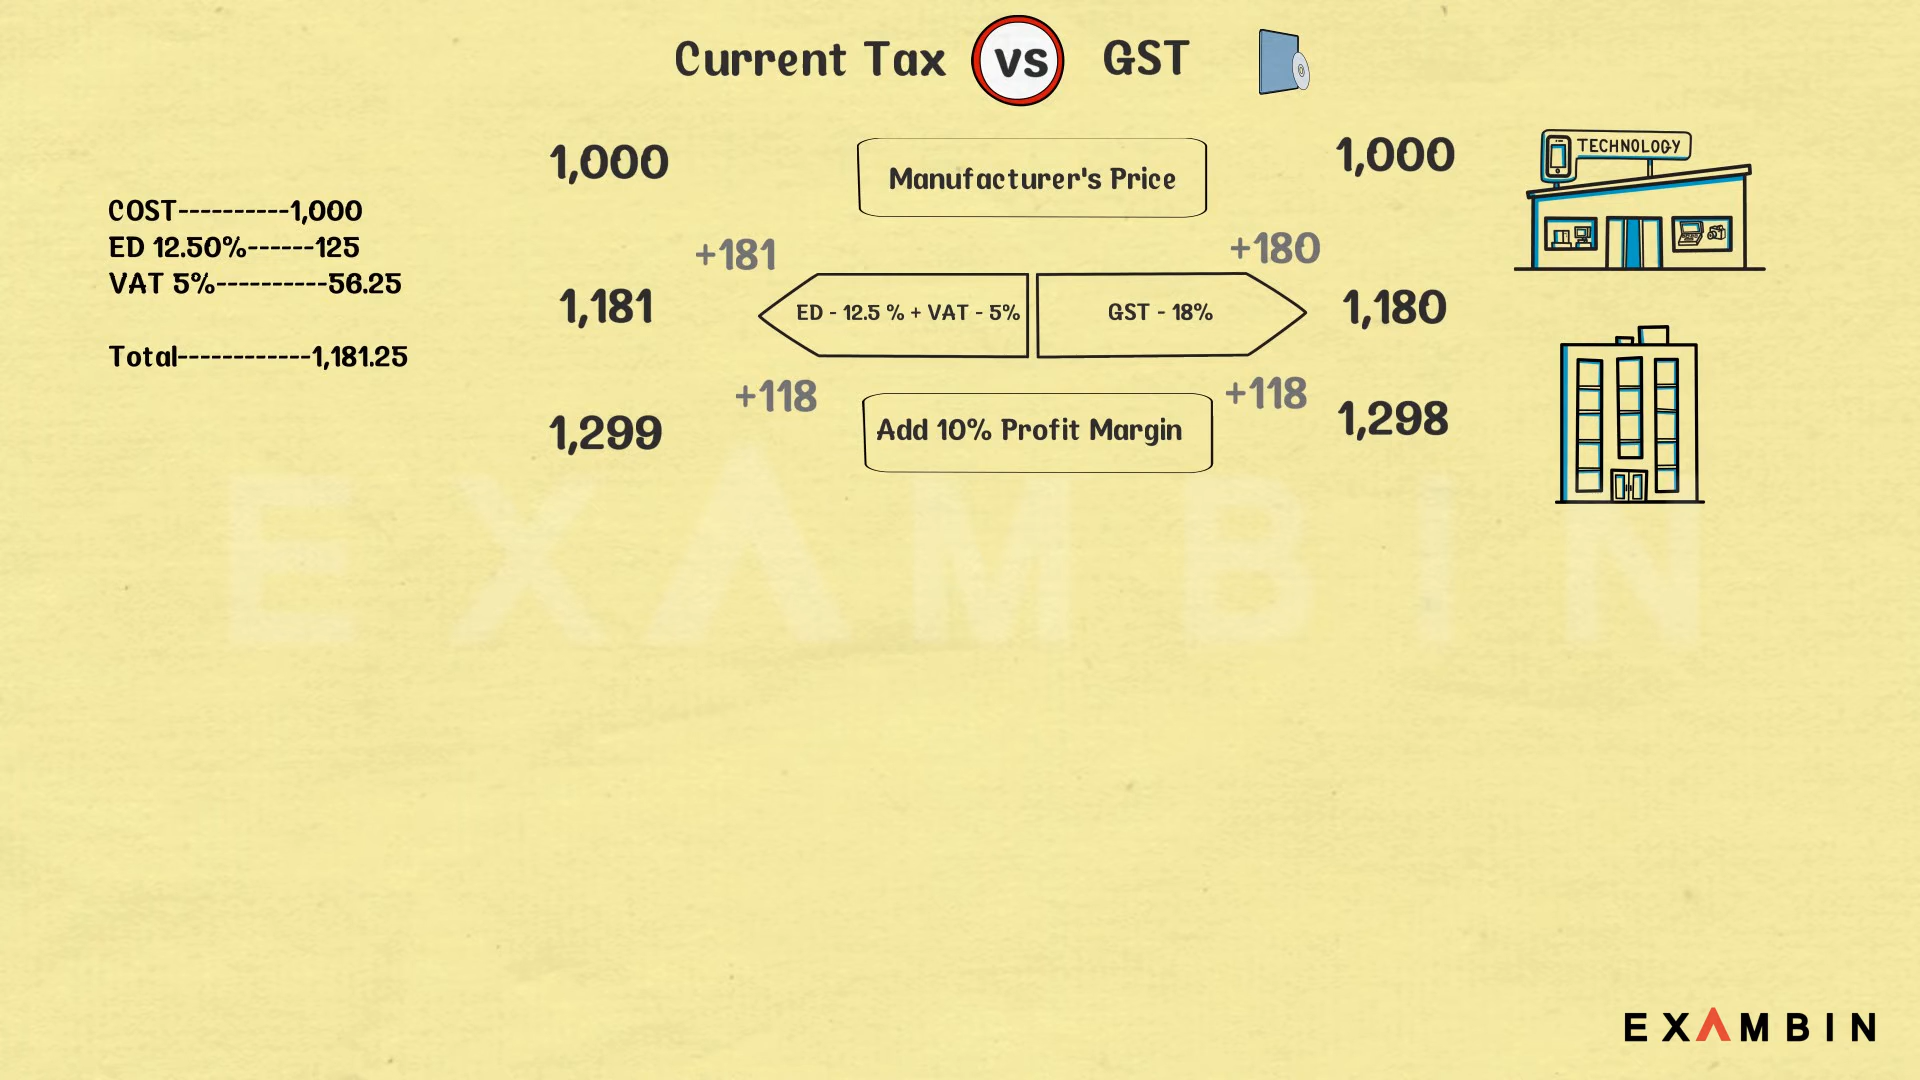 Current Tax VS GST
1,000
Manufacturer's Price
1,000
TECHNOLOGY
COST----------1,000
ED 12.50%------125
VAT 5%----------56.25
Total------------1,181.25
+181
+180
1,181
ED - 12.5 % + VAT - 5%
GST - 18%
1,180
+118
+118
1,299
Add 10% Profit Margin
1,298
EXAMBIN
EXAMBIN